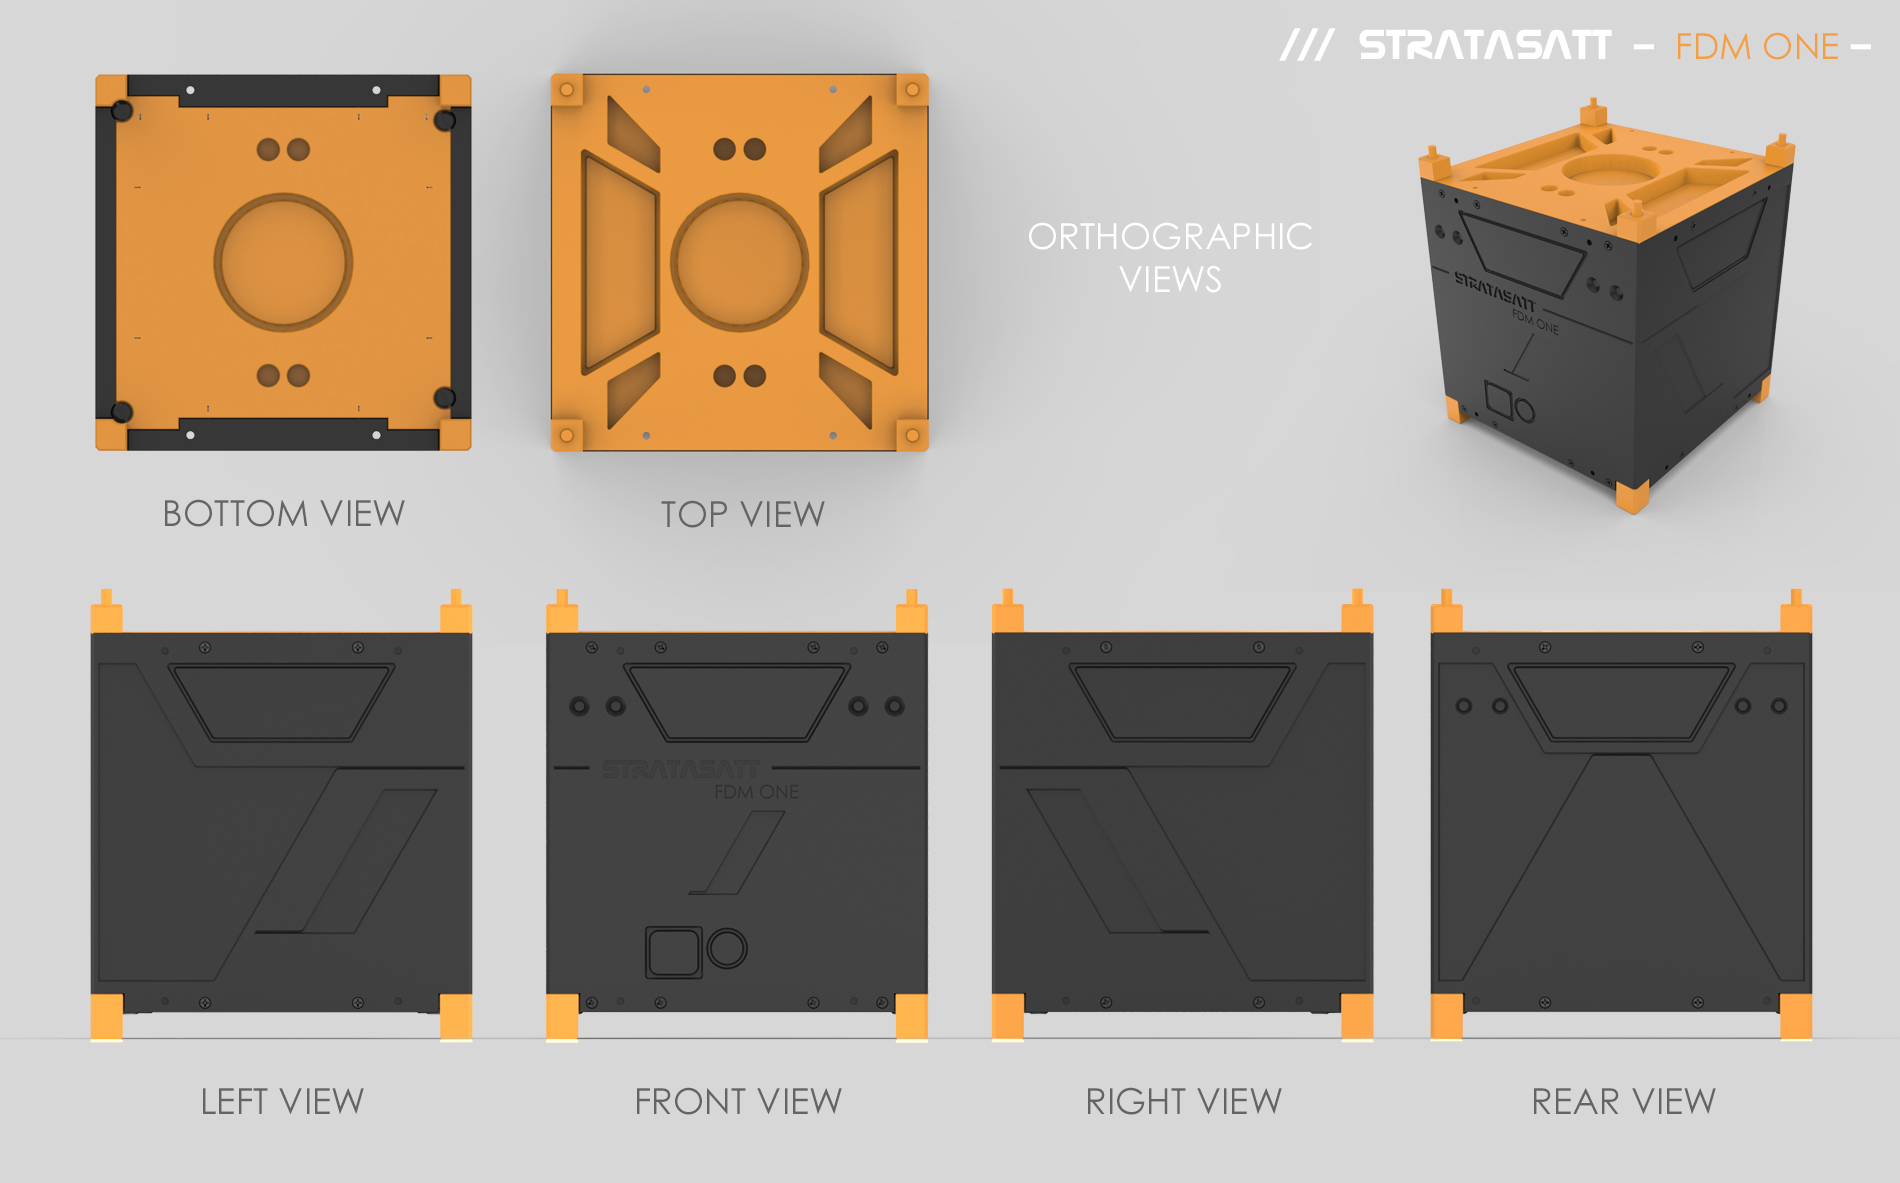 /// STRATASATT – FDM ONE –
ORTHOGRAPHIC
VIEWS
STRATASATT
FDM ONE
BOTTOM VIEW
TOP VIEW
STRATASATT
FDM ONE
LEFT VIEW
FRONT VIEW
RIGHT VIEW
REAR VIEW